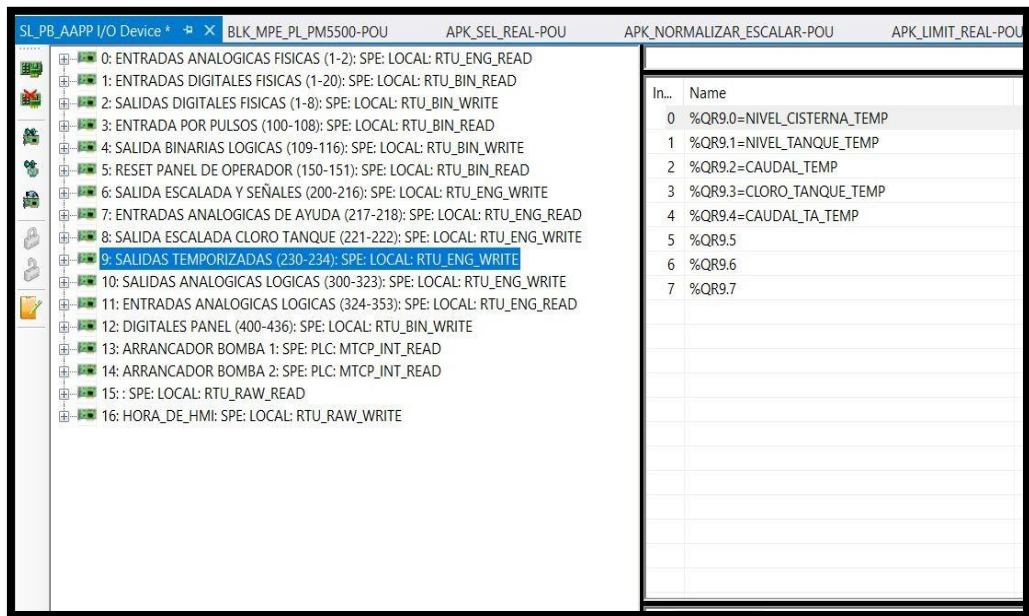 SL_PB_AAPP I/O Device * BLK_MPE_PL_PM5500-POU APK_SEL_REAL-POU APK_NORMALIZAR_ESCALAR-POU APK_LIMIT_REAL-POU
0: ENTRADAS ANALOGICAS FISICAS (1-2): SPE: LOCAL: RTU_ENG_READ
1: ENTRADAS DIGITALES FISICAS (1-20): SPE: LOCAL: RTU_BIN_READ
2: SALIDAS DIGITALES FISICAS (1-8): SPE: LOCAL: RTU_BIN_WRITE
3: ENTRADA POR PULSOS (100-108): SPE: LOCAL: RTU_BIN_READ
4: SALIDA BINARIAS LOGICAS (109-116): SPE: LOCAL: RTU_BIN_WRITE
5: RESET PANEL DE OPERADOR (150-151): SPE: LOCAL: RTU_BIN_READ
6: SALIDA ESCALADA Y SEÑALES (200-216): SPE: LOCAL: RTU_ENG_WRITE
7: ENTRADAS ANALOGICAS DE AYUDA (217-218): SPE: LOCAL: RTU_ENG_READ
8: SALIDA ESCALADA CLORO TANQUE (221-222): SPE: LOCAL: RTU_ENG_WRITE
9: SALIDAS TEMPORIZADAS (230-234): SPE: LOCAL: RTU_ENG_WRITE
10: SALIDAS ANALOGICAS LOGICAS (300-323): SPE: LOCAL: RTU_ENG_WRITE
11: ENTRADAS ANALOGICAS LOGICAS (324-353): SPE: LOCAL: RTU_ENG_READ
12: DIGITALES PANEL (400-436): SPE: LOCAL: RTU_BIN_WRITE
13: ARRANCADOR BOMBA 1: SPE: PLC: MTCP_INT_READ
14: ARRANCADOR BOMBA 2: SPE: PLC: MTCP_INT_READ
15: : SPE: LOCAL: RTU_RAW_READ
16: HORA_DE_HMI: SPE: LOCAL: RTU_RAW_WRITE
In... Name
0 %QR9.0=NIVEL_CISTERNA_TEMP
1 %QR9.1=NIVEL_TANQUE_TEMP
2 %QR9.2=CAUDAL_TEMP
3 %QR9.3=CLORO_TANQUE_TEMP
4 %QR9.4=CAUDAL_TA_TEMP
5 %QR9.5
6 %QR9.6
7 %QR9.7